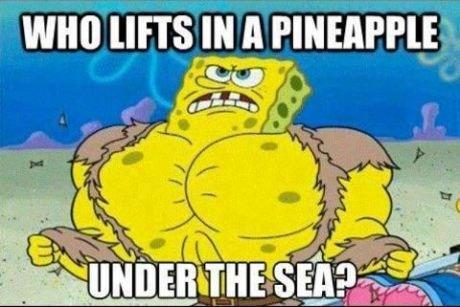 WHO LIFTS IN A PINEAPPLE
UNDER THE SEA?